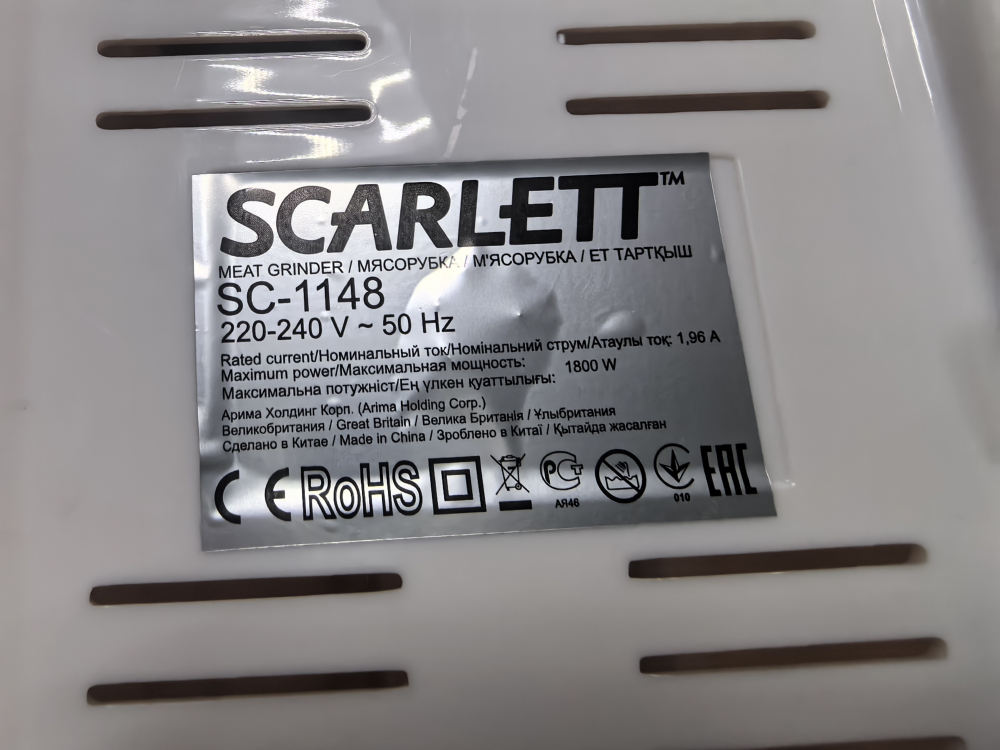 SCARLETT™
MEAT GRINDER / МЯСОРУБКА / М'ЯСОРУБКА / ЕТ ТАРТҚЫШ
SC-1148
220-240 V ~ 50 Hz
Rated current/Номинальный ток/Номінальний струм/Атаулы тоқ: 1,96 A
Maximum power/Максимальная мощность: 1800 W
Максимальна потужніст/Ең үлкен қуаттылығы:
Арима Холдинг Корп. (Arima Holding Corp.)
Великобритания / Great Britain / Велика Британія / Ұлыбритания
Сделано в Китае / Made in China / Зроблено в Китаї / Қытайда жасалған
CE RoHS РСТ EAC
АЯ46 010